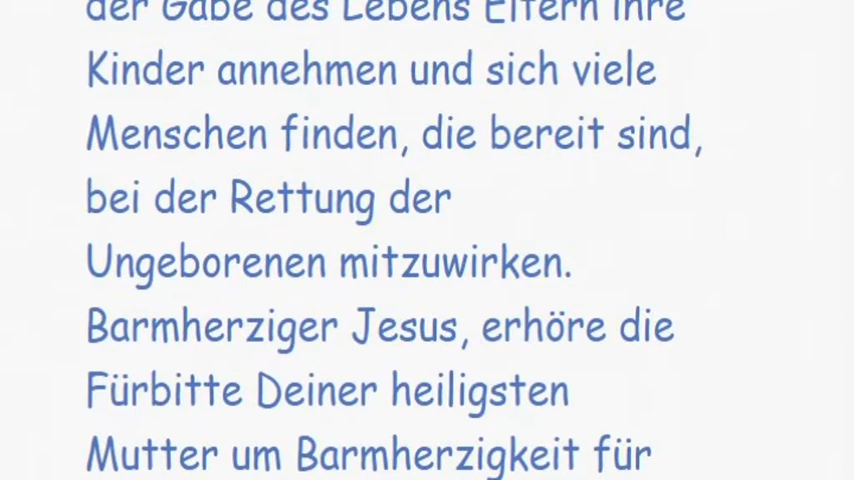 der Gabe des Lebens Eltern ihre
Kinder annehmen und sich viele
Menschen finden, die bereit sind,
bei der Rettung der
Ungeborenen mitzuwirken.
Barmherziger Jesus, erhöre die
Fürbitte Deiner heiligsten
Mutter um Barmherzigkeit für